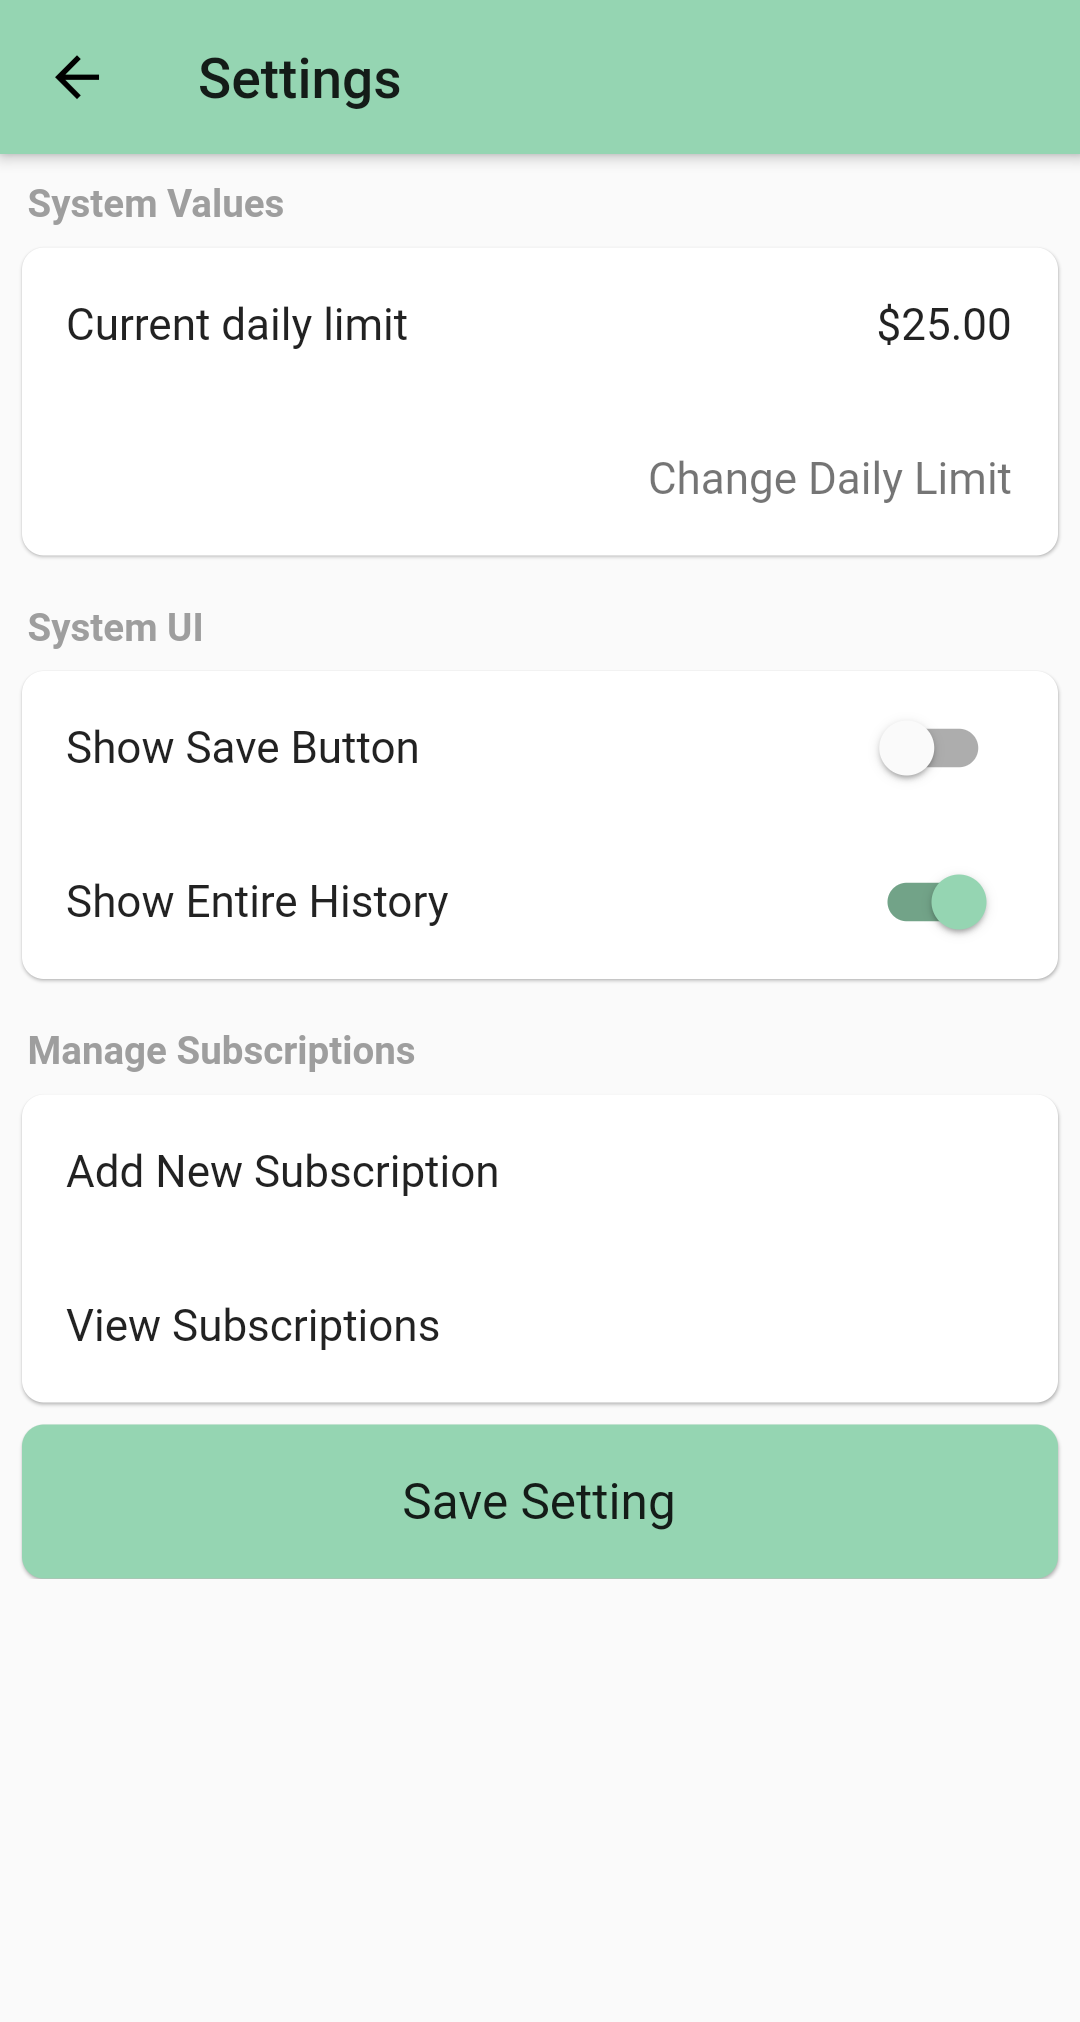 Settings
System Values
Current daily limit $25.00
Change Daily Limit
System UI
Show Save Button
Show Entire History
Manage Subscriptions
Add New Subscription
View Subscriptions
Save Setting